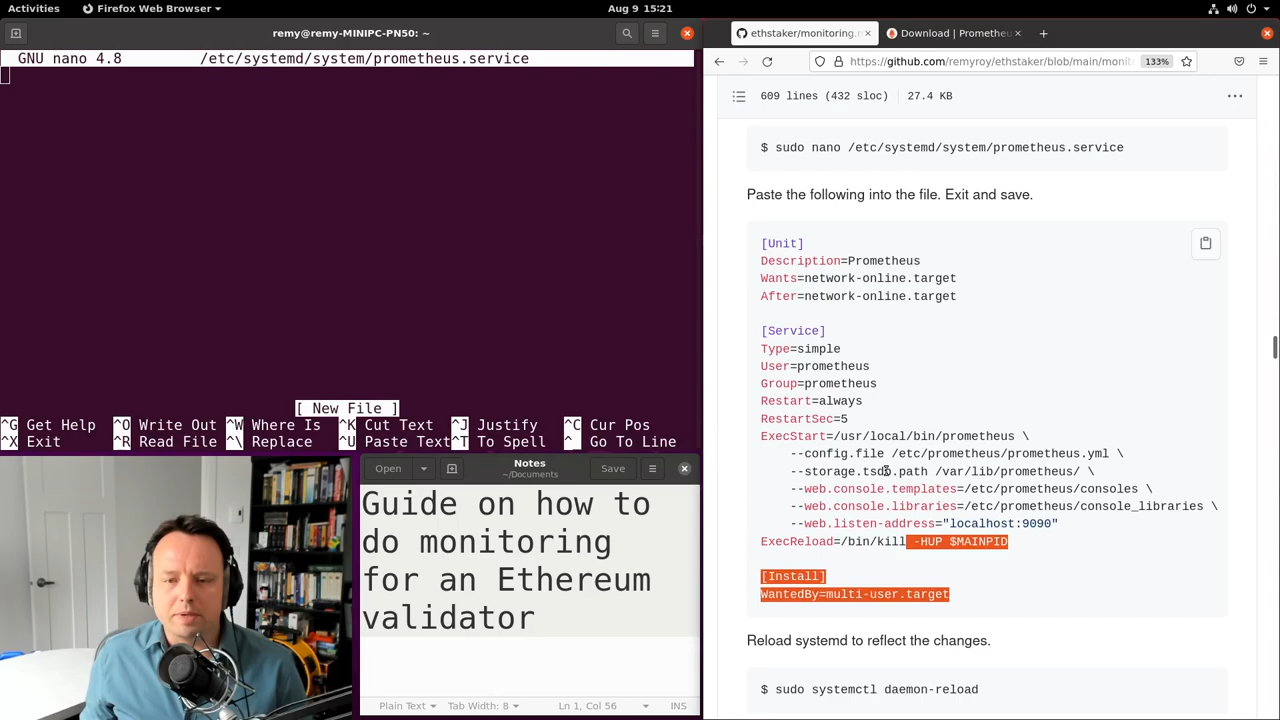 Activities
Firefox Web Browser
Aug 9 15:21
remy@remy-MINIPC-PN50: ~
GNU nano 4.8 /etc/systemd/system/prometheus.service
[ New File ]
^G Get Help ^O Write Out ^W Where Is ^K Cut Text ^J Justify ^C Cur Pos
^X Exit ^R Read File ^\ Replace ^U Paste Text ^T To Spell ^_ Go To Line
Open
Notes
~/Documents
Save
Guide on how to
do monitoring
for an Ethereum
validator
Plain Text Tab Width: 8 Ln 1, Col 56 INS
ethstaker/monitoring.m
Download | Prometheu
https://github.com/remyroy/ethstaker/blob/main/monit
133%
609 lines (432 sloc) 27.4 KB
$ sudo nano /etc/systemd/system/prometheus.service
Paste the following into the file. Exit and save.
[Unit]
Description=Prometheus
Wants=network-online.target
After=network-online.target
[Service]
Type=simple
User=prometheus
Group=prometheus
Restart=always
RestartSec=5
ExecStart=/usr/local/bin/prometheus \
--config.file /etc/prometheus/prometheus.yml \
--storage.tsdb.path /var/lib/prometheus/ \
--web.console.templates=/etc/prometheus/consoles \
--web.console.libraries=/etc/prometheus/console_libraries \
--web.listen-address="localhost:9090"
ExecReload=/bin/kill -HUP $MAINPID
[Install]
WantedBy=multi-user.target
Reload systemd to reflect the changes.
$ sudo systemctl daemon-reload